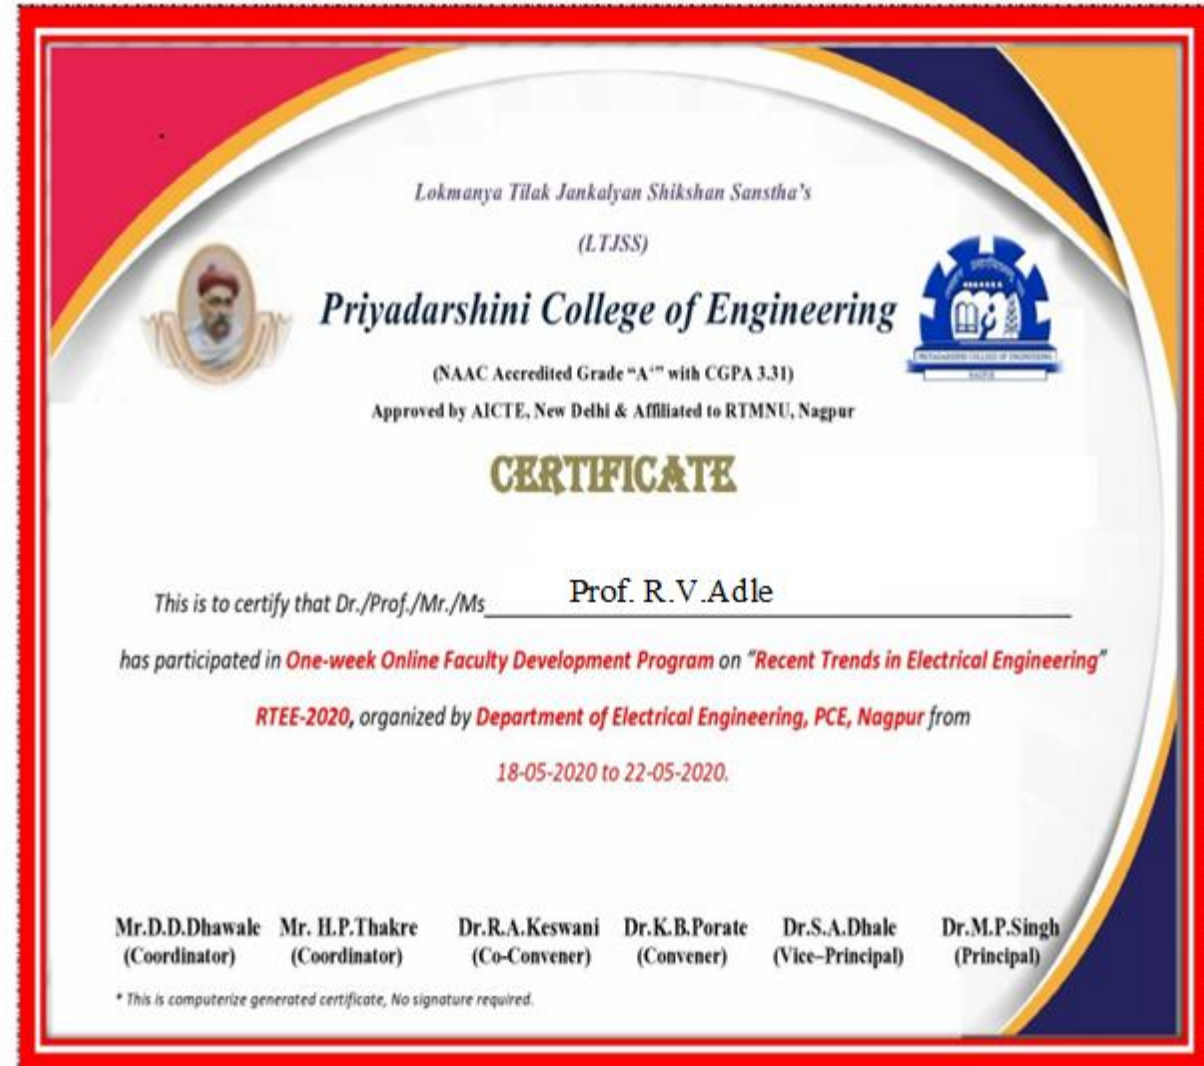 Lokmanya Tilak Jankalyan Shikshan Sanstha's
(LTJSS)
Priyadarshini College of Engineering
(NAAC Accredited Grade “A+” with CGPA 3.31)
Approved by AICTE, New Delhi & Affiliated to RTMNU, Nagpur
PRIYADARSHINI COLLEGE OF ENGINEERING
NAGPUR
CERTIFICATE
This is to certify that Dr./Prof./Mr./Ms Prof. R.V.Adle
has participated in One-week Online Faculty Development Program on “Recent Trends in Electrical Engineering”
RTEE-2020, organized by Department of Electrical Engineering, PCE, Nagpur from
18-05-2020 to 22-05-2020.
Mr.D.D.Dhawale Mr. H.P.Thakre Dr.R.A.Keswani Dr.K.B.Porate Dr.S.A.Dhale Dr.M.P.Singh
(Coordinator) (Coordinator) (Co-Convener) (Convener) (Vice–Principal) (Principal)
* This is computerize generated certificate, No signature required.